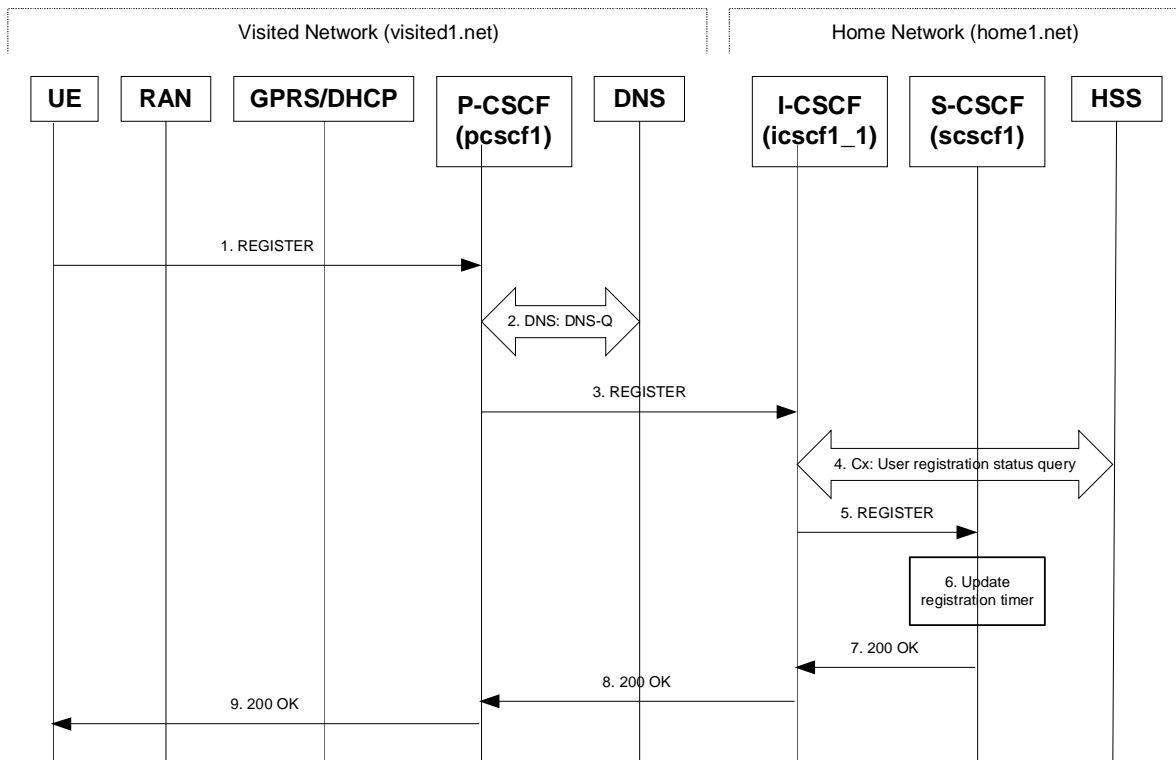 Visited Network (visited1.net)
Home Network (home1.net)
UE
RAN
GPRS/DHCP
P-CSCF
(pcscf1)
DNS
I-CSCF
(icscf1_1)
S-CSCF
(scscf1)
HSS
1. REGISTER
2. DNS: DNS-Q
3. REGISTER
4. Cx: User registration status query
5. REGISTER
6. Update
registration timer
7. 200 OK
8. 200 OK
9. 200 OK